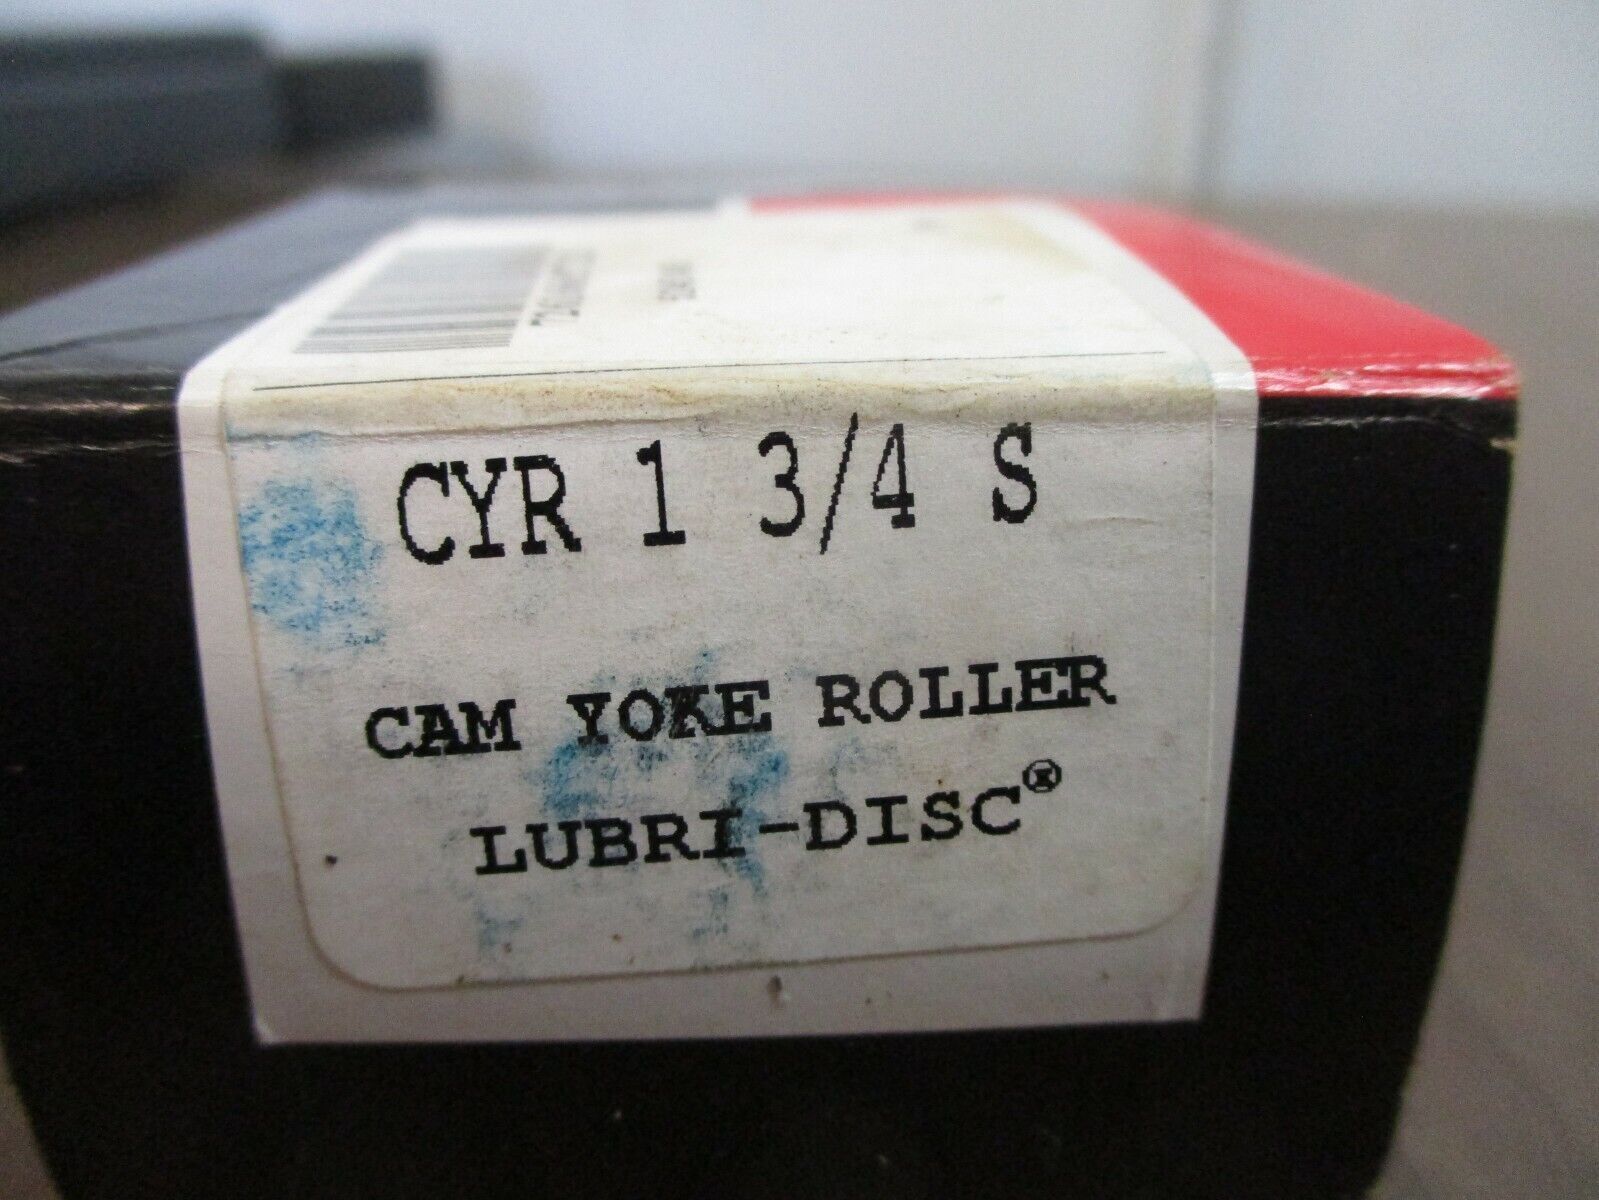 CYR 1 3/4 S
CAM YOKE ROLLER
LUBRI-DISC®